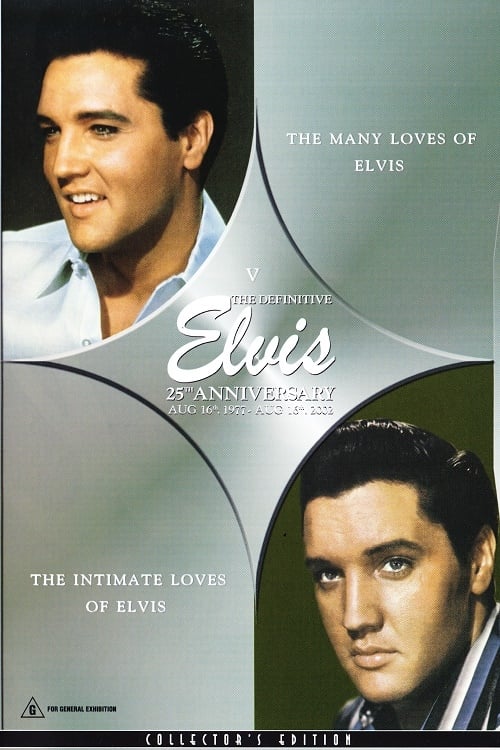 THE MANY LOVES OF
ELVIS
V
THE DEFINITIVE
Elvis
25TH ANNIVERSARY
AUG 16th, 1977 - AUG 16th, 2002
THE INTIMATE LOVES
OF ELVIS
G FOR GENERAL EXHIBITION
COLLECTOR'S EDITION